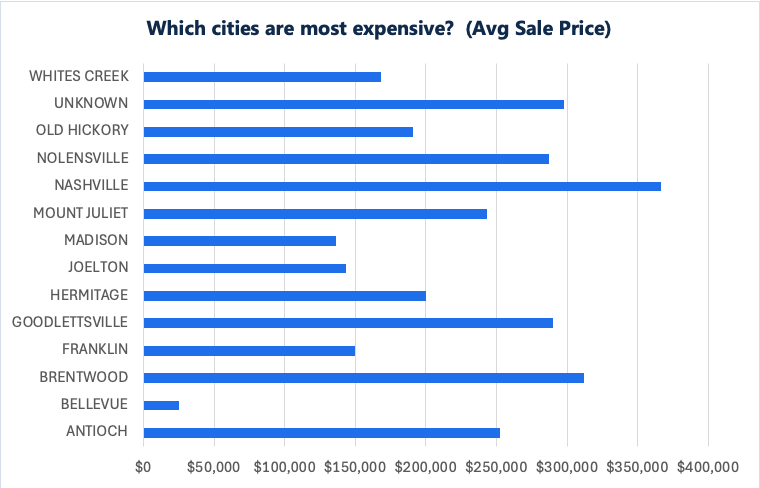 Which cities are most expensive?  (Avg Sale Price)
WHITES CREEK
UNKNOWN
OLD HICKORY
NOLENSVILLE
NASHVILLE
MOUNT JULIET
MADISON
JOELTON
HERMITAGE
GOODLETTSVILLE
FRANKLIN
BRENTWOOD
BELLEVUE
ANTIOCH
$0 $50,000 $100,000 $150,000 $200,000 $250,000 $300,000 $350,000 $400,000